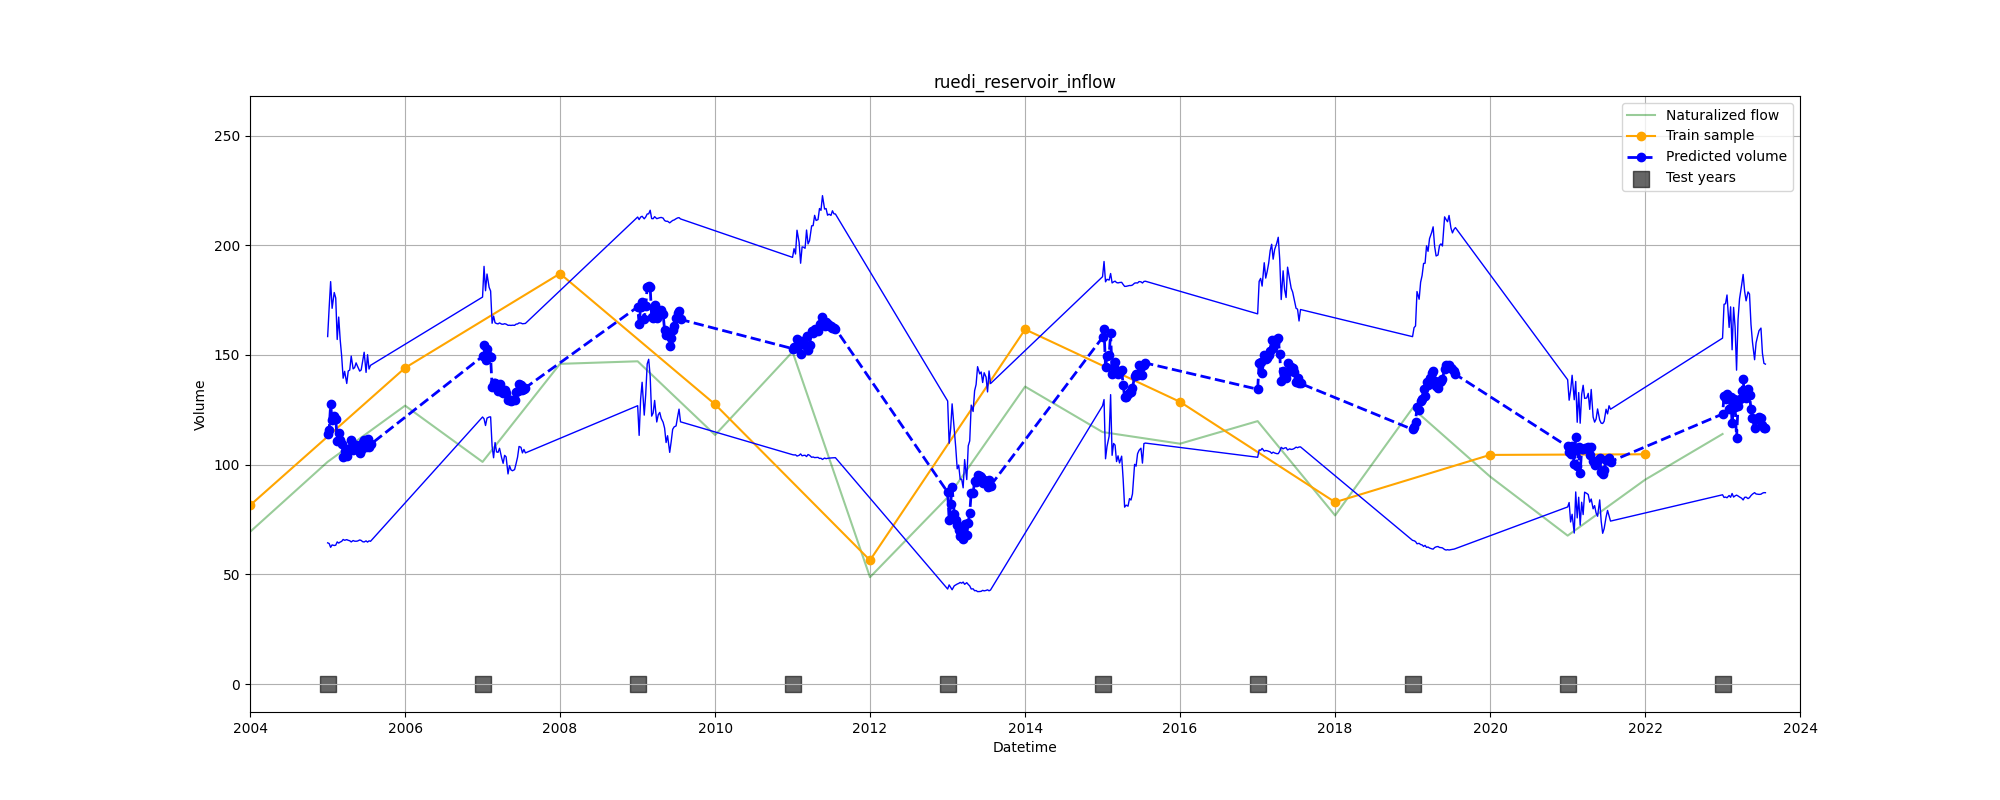 ruedi_reservoir_inflow
Naturalized flow
Train sample
Predicted volume
Test years
Volume
250
200
150
100
50
0
2004 2006 2008 2010 2012 2014 2016 2018 2020 2022 2024
Datetime